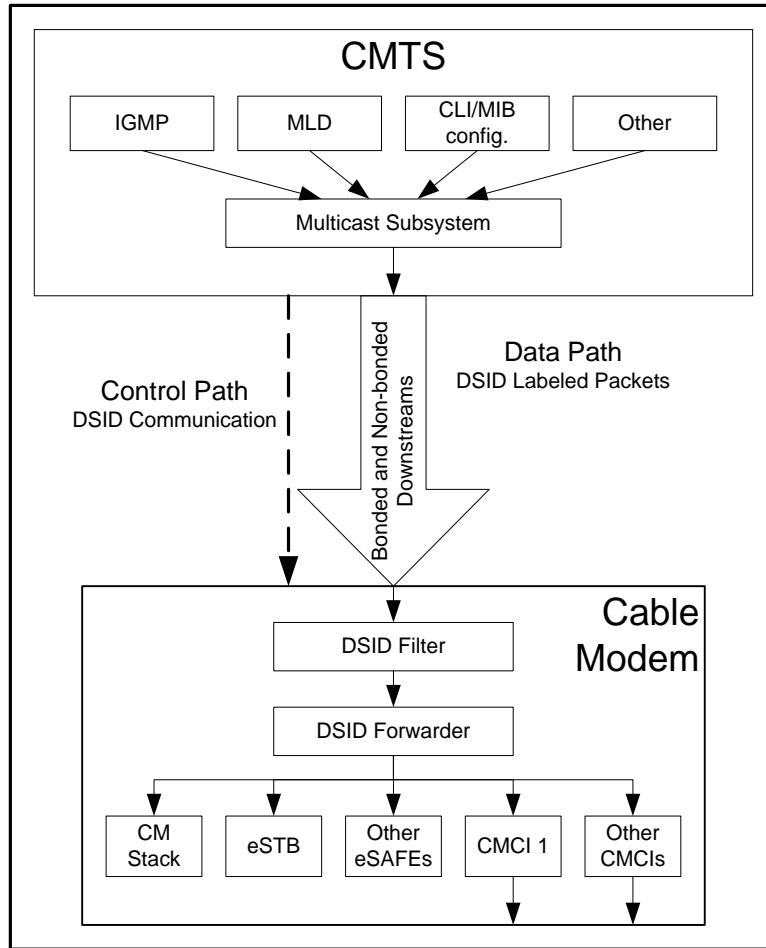 CMTS
IGMP
MLD
CLI/MIB
config.
Other
Multicast Subsystem
Control Path
DSID Communication
Bonded and Non-bonded
Downstreams
Data Path
DSID Labeled Packets
Cable
Modem
DSID Filter
DSID Forwarder
CM
Stack
eSTB
Other
eSAFEs
CMCI 1
Other
CMCIs